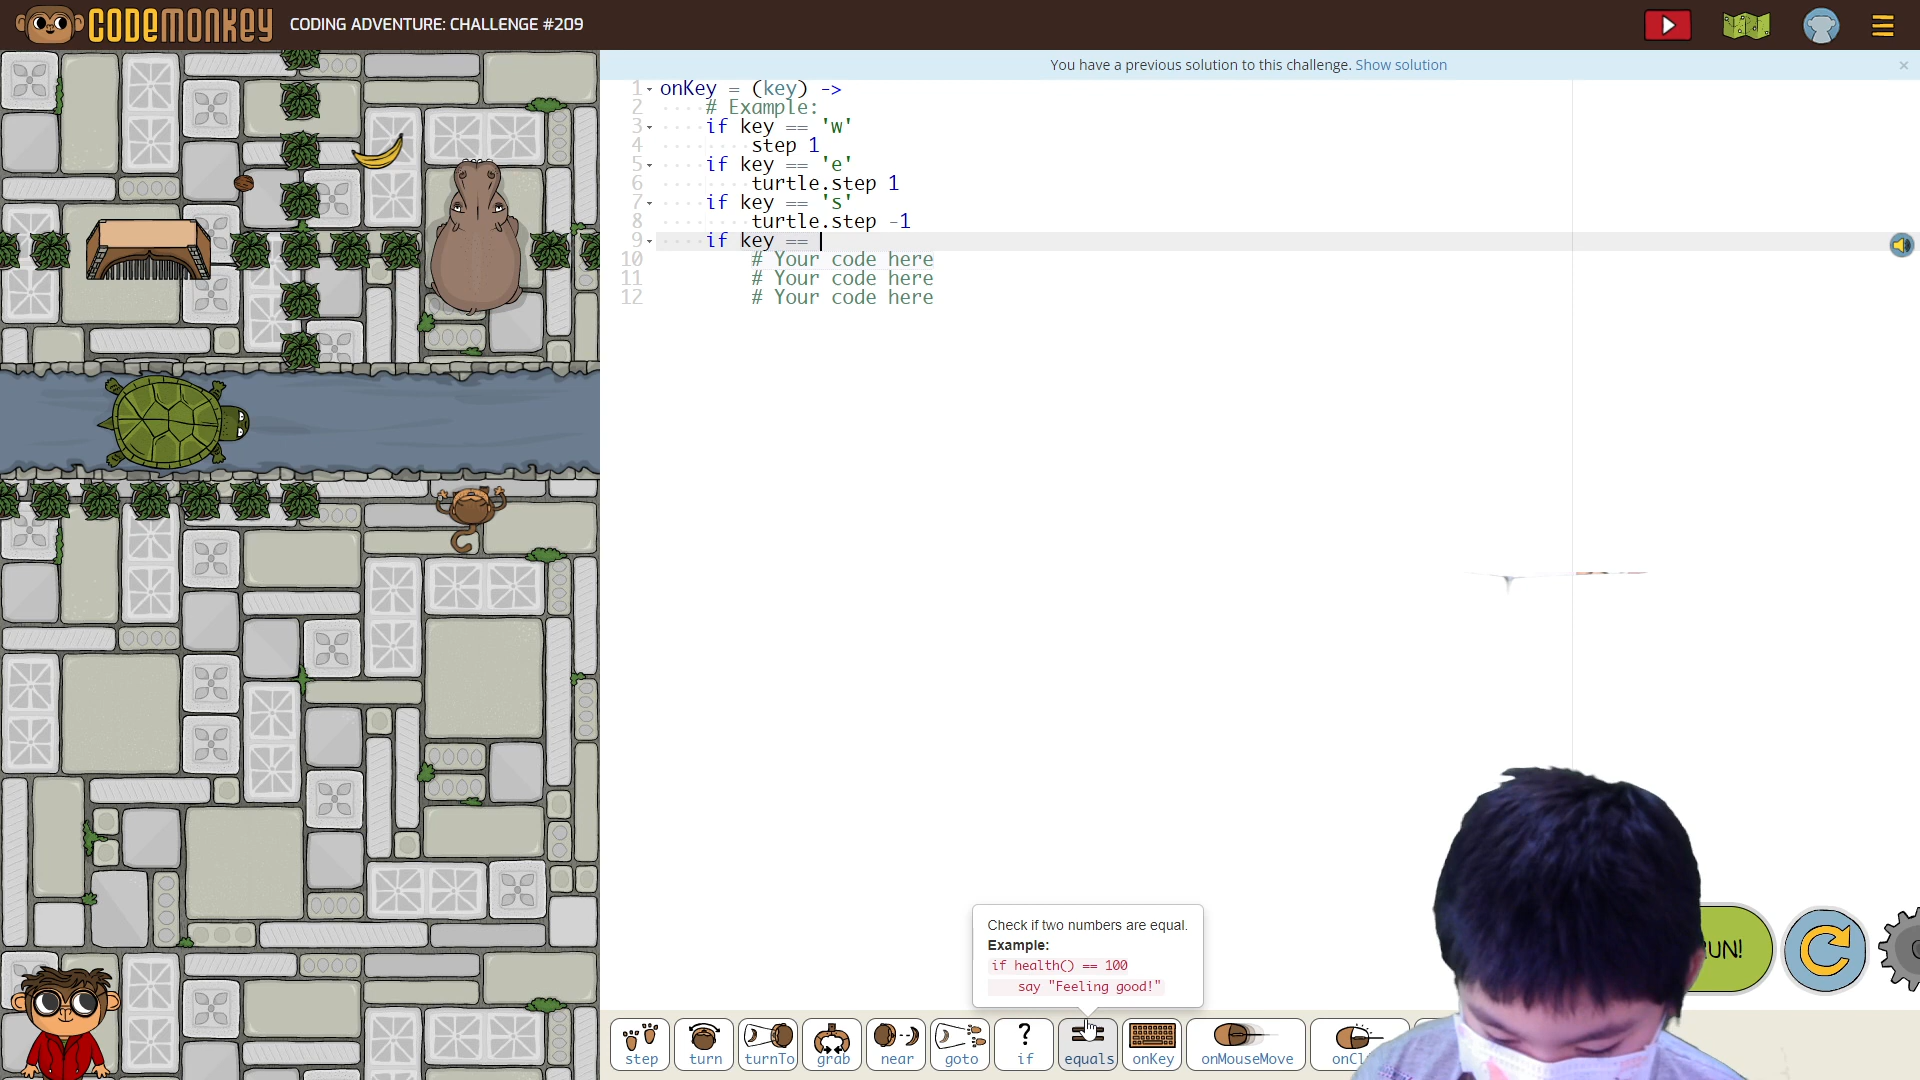 CODEMONKEY
CODING ADVENTURE: CHALLENGE #209
You have a previous solution to this challenge. Show solution ×
1 onKey = (key) ->
2 # Example:
3 if key == 'w'
4 step 1
5 if key == 'e'
6 turtle.step 1
7 if key == 's'
8 turtle.step -1
9 if key ==
10 # Your code here
11 # Your code here
12 # Your code here
Check if two numbers are equal.
Example:
if health() == 100
say "Feeling good!"
UN!
step turn turnTo grab near goto if equals onKey onMouseMove onCl